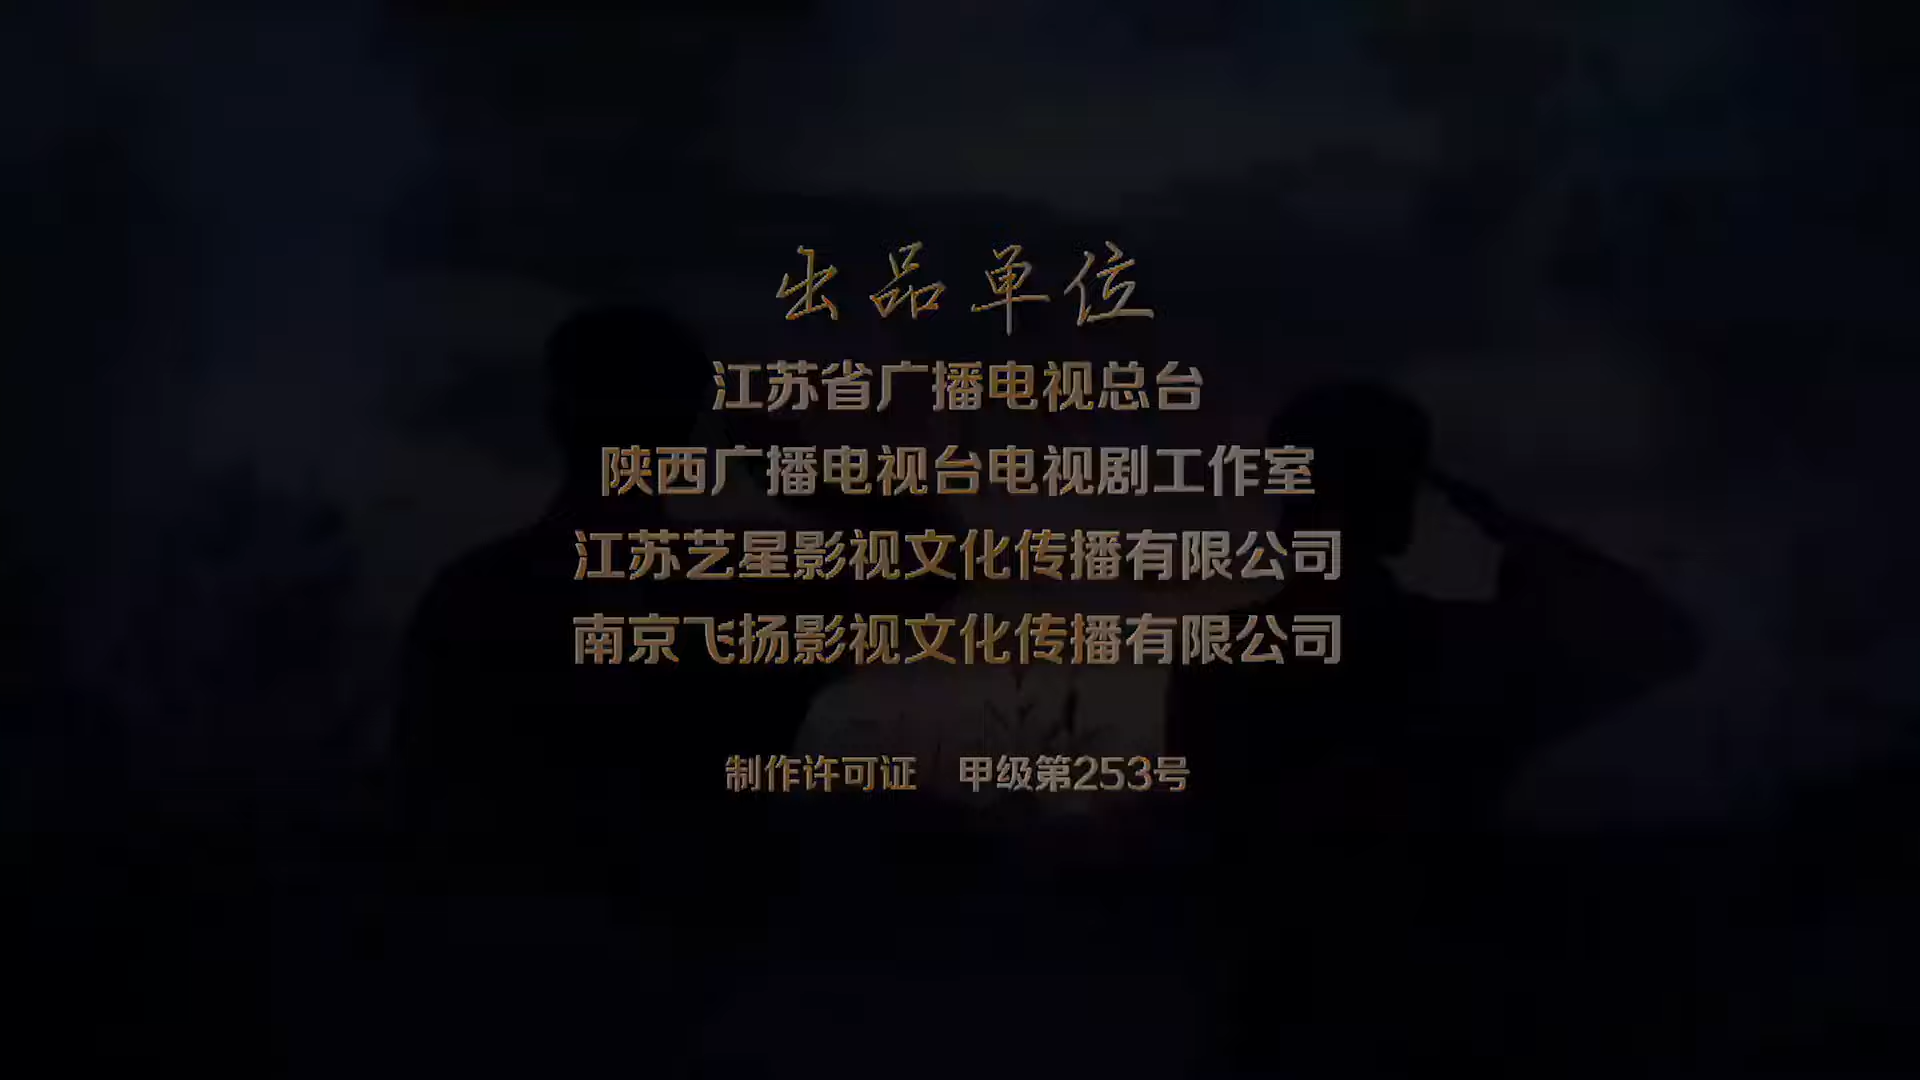 出品单位
江苏省广播电视总台
陕西广播电视台电视剧工作室
江苏艺星影视文化传播有限公司
南京飞扬影视文化传播有限公司
制作许可证 甲级第253号